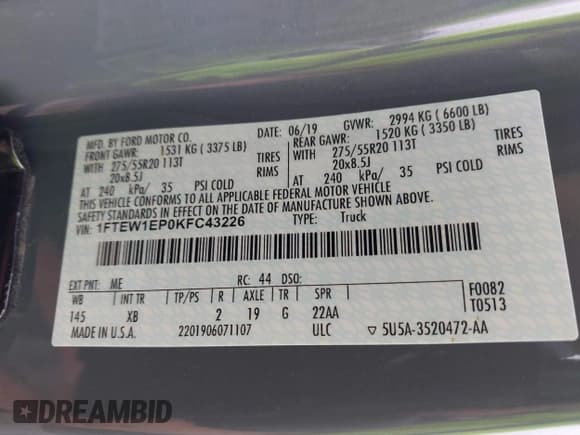 MFD. BY FORD MOTOR CO. DATE: 06/19 GVWR: 2994 KG ( 6600 LB)
FRONT GAWR: 1531 KG ( 3375 LB) REAR GAWR: 1520 KG ( 3350 LB)
WITH 275/55R20 113T TIRES WITH 275/55R20 113T TIRES
20x8.5J RIMS 20x8.5J RIMS
AT 240 kPa/ 35 PSI COLD AT 240 kPa/ 35 PSI COLD
THIS VEHICLE CONFORMS TO ALL APPLICABLE FEDERAL MOTOR VEHICLE
SAFETY STANDARDS IN EFFECT ON THE DATE OF MANUFACTURE SHOWN ABOVE.
VIN: 1FTEW1EP0KFC43226 TYPE: Truck
EXT PNT: ME RC: 44 DSO: F0082
WB INT TR TP/PS R AXLE TR SPR T0513
145 XB 2 19 G 22AA
MADE IN U.S.A. 2201906071107 ULC ▽ 5U5A-3520472-AA
DREAMBID